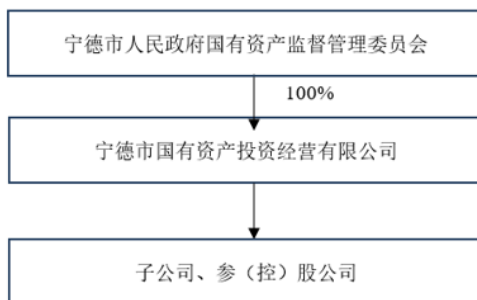 宁德市人民政府国有资产监督管理委员会
100%
宁德市国有资产投资经营有限公司
子公司、参（控）股公司